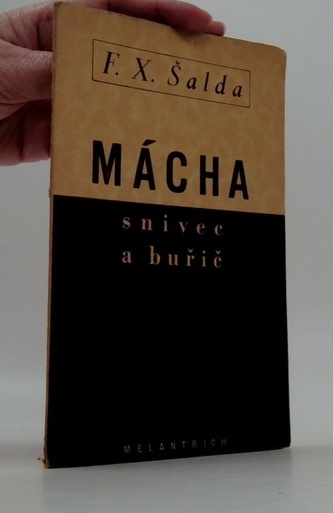 F. X. Šalda
MÁCHA
snivec
a buřič
MELANTRICH